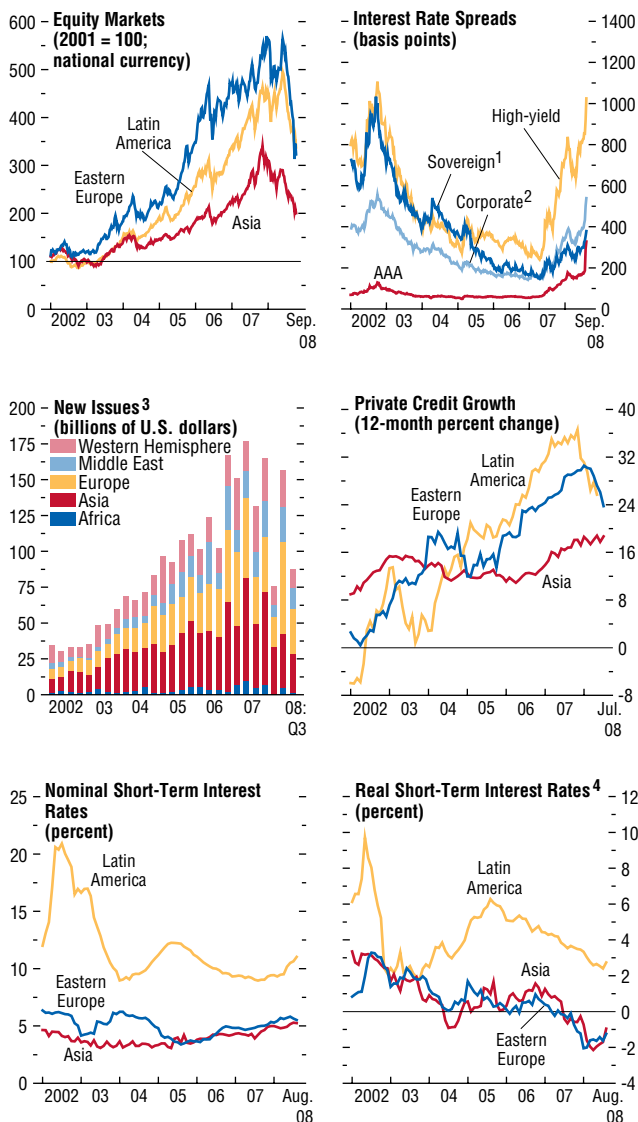 Equity Markets
(2001 = 100;
national currency)
600
500
400
300
200
100
0
Latin
America
Eastern
Europe
Asia
2002 03 04 05 06 07 Sep.
08
Interest Rate Spreads
(basis points)
1400
1200
1000
800
600
400
200
0
High-yield
Sovereign¹
Corporate²
AAA
2002 03 04 05 06 07 Sep.
08
New Issues³
(billions of U.S. dollars)
200
175
150
125
100
75
50
25
0
Western Hemisphere
Middle East
Europe
Asia
Africa
2002 03 04 05 06 07 08:
Q3
Private Credit Growth
(12-month percent change)
40
32
24
16
8
0
-8
Latin
America
Eastern
Europe
Asia
2002 03 04 05 06 07 Jul.
08
Nominal Short-Term Interest
Rates
(percent)
25
20
15
10
5
0
Latin
America
Eastern
Europe
Asia
2002 03 04 05 06 07 Aug.
08
Real Short-Term Interest Rates⁴
(percent)
12
10
8
6
4
2
0
-2
-4
Latin
America
Asia
Eastern
Europe
2002 03 04 05 06 07 Aug.
08